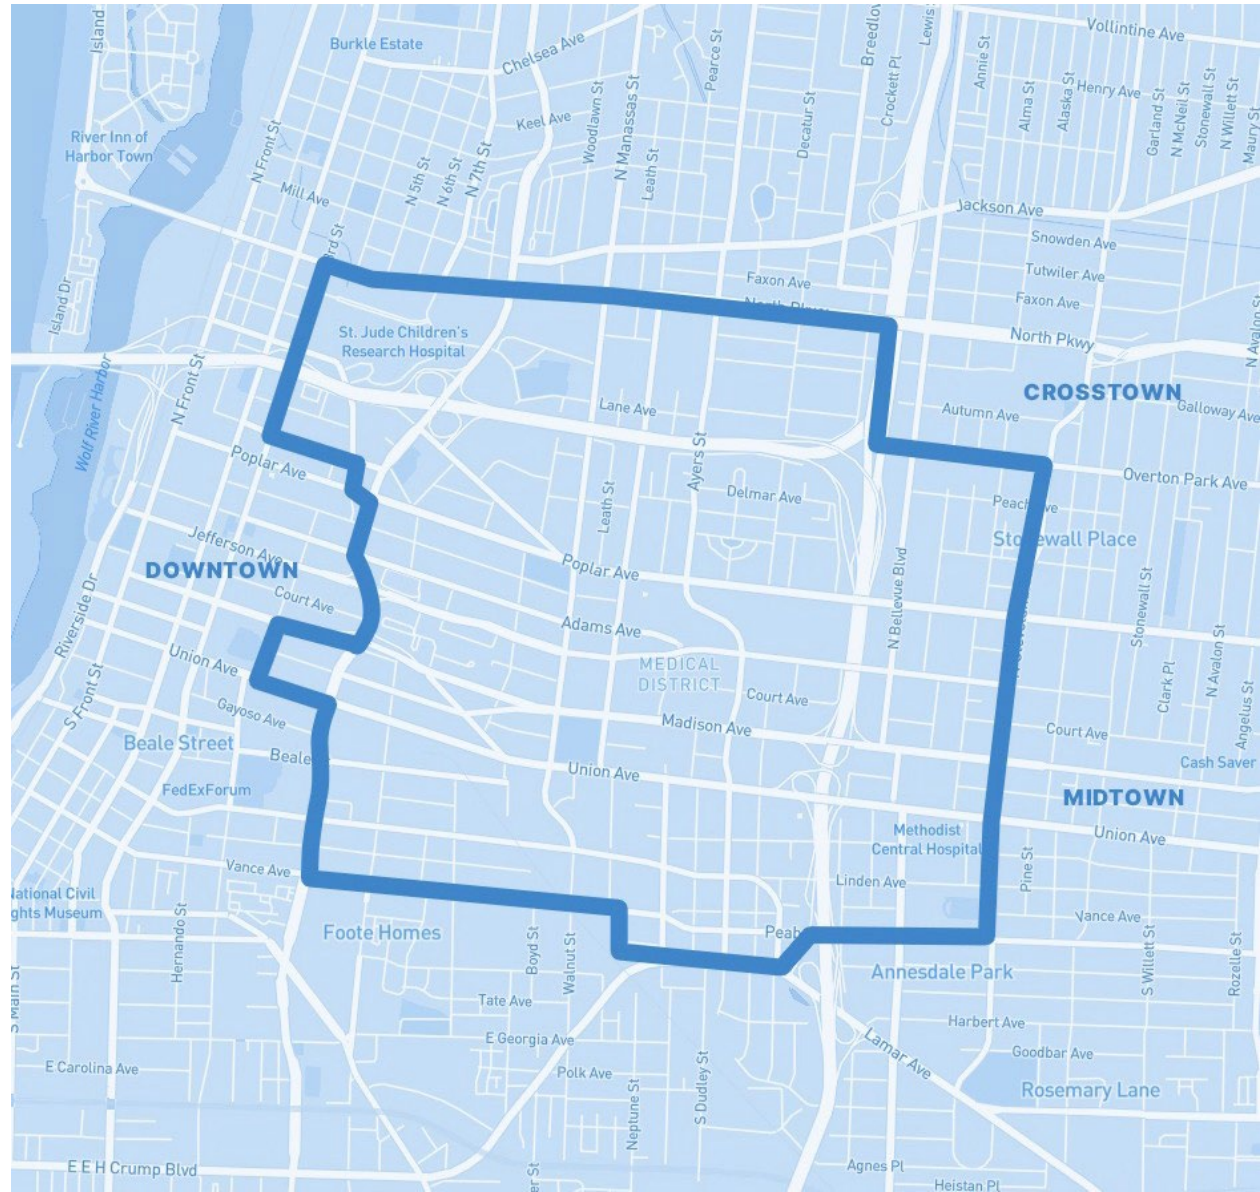 Island
Burkle Estate
Chelsea Ave
Pearce St
Lewis
Annie St
Vollintine Ave
Crockett Pl
Henry Ave
Alma St
Alaska St
Garland St
N McNeil St
Stonewall St
N Willett St
Maury St
River Inn of
Harbor Town
N Front St
Keel Ave
Woodlawn St
N Manassas St
Leath St
Decatur St
N 5th St
N 6th St
N 7th St
Mill Ave
Jackson Ave
Snowden Ave
Tutwiler Ave
Faxon Ave
Faxon Ave
Island Dr
St. Jude Children's
Research Hospital
North Pkwy
N Front St
Wolf River Harbor
CROSSTOWN
Lane Ave
Autumn Ave
Galloway Ave
Poplar Ave
Ayers St
Overton Park Ave
Delmar Ave
Leath St
Stonewall Place
Jefferson Ave
DOWNTOWN
Poplar Ave
Court Ave
N Bellevue Blvd
Stonewall St
Riverside Dr
Adams Ave
Union Ave
MEDICAL
DISTRICT
Clark Pl
N Avalon St
Angelus St
S Front St
Gayoso Ave
Court Ave
Madison Ave
Court Ave
Beale Street
Beale
Union Ave
Cash Saver
FedExForum
MIDTOWN
Methodist
Central Hospital
Union Ave
Vance Ave
Linden Ave
Pine St
National Civil
Museum
Hernando St
Foote Homes
Boyd St
Walnut St
Vance Ave
S Willett St
Rozelle St
Annesdale Park
S Main St
Tate Ave
E Georgia Ave
Harbert Ave
Lamar Ave
Goodbar Ave
E Carolina Ave
Polk Ave
Neptune St
S Dudley St
Rosemary Lane
E E H Crump Blvd
Agnes Pl
Heistan Pl